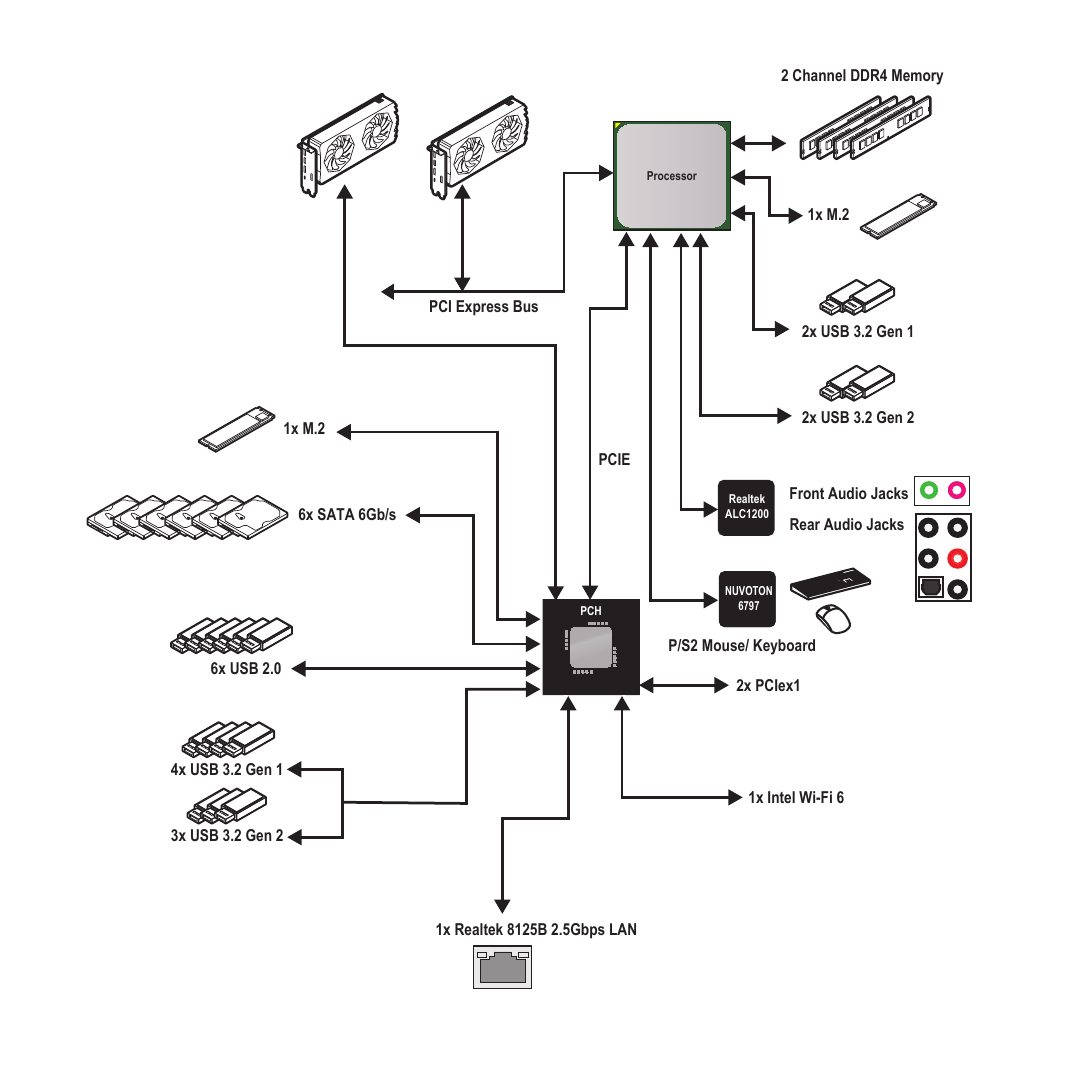 2 Channel DDR4 Memory
Processor
1x M.2
PCI Express Bus
2x USB 3.2 Gen 1
2x USB 3.2 Gen 2
1x M.2
PCIE
6x SATA 6Gb/s
Realtek
ALC1200
Front Audio Jacks
Rear Audio Jacks
NUVOTON
6797
PCH
P/S2 Mouse/ Keyboard
6x USB 2.0
2x PCIex1
4x USB 3.2 Gen 1
1x Intel Wi-Fi 6
3x USB 3.2 Gen 2
1x Realtek 8125B 2.5Gbps LAN